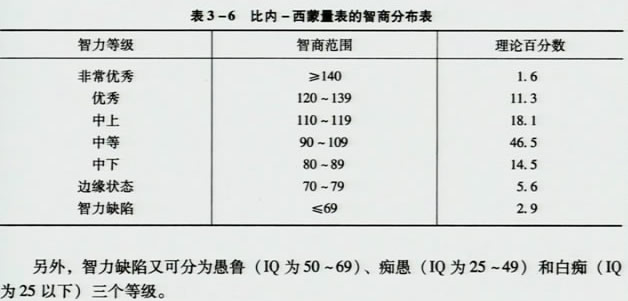 表3-6 比内-西蒙量表的智商分布表
智力等级 智商范围 理论百分数
非常优秀 ≥140 1.6
优秀 120~139 11.3
中上 110~119 18.1
中等 90~109 46.5
中下 80~89 14.5
边缘状态 70~79 5.6
智力缺陷 ≤69 2.9
另外，智力缺陷又可分为愚鲁（IQ 为 50~69）、痴愚（IQ 为 25~49）和白痴（IQ
为 25 以下）三个等级。